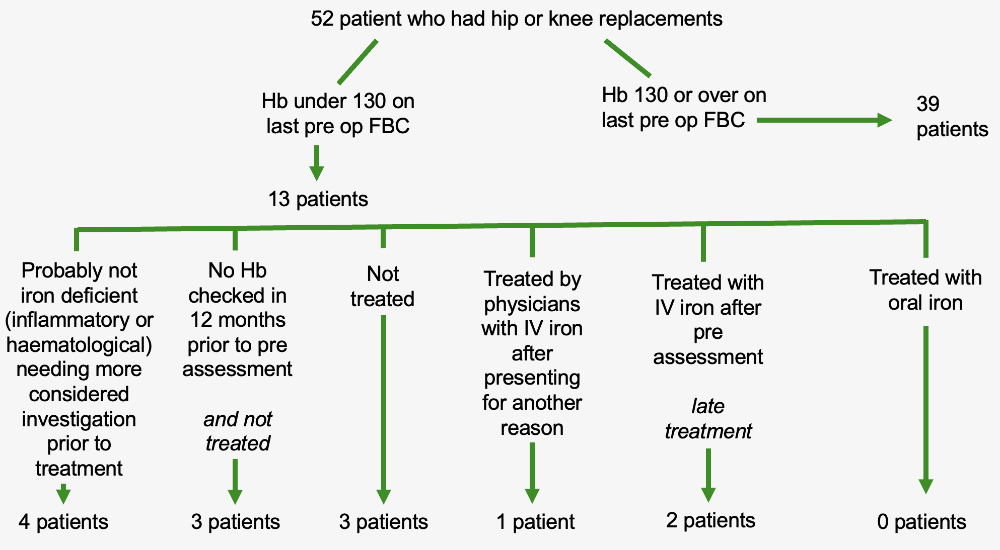 52 patient who had hip or knee replacements
Hb under 130 on
last pre op FBC
Hb 130 or over on
last pre op FBC
39
patients
13 patients
Probably not
iron deficient
(inflammatory or
haematological)
needing more
considered
investigation
prior to
treatment
4 patients
No Hb
checked in
12 months
prior to pre
assessment
and not
treated
3 patients
Not
treated
3 patients
Treated by
physicians
with IV iron
after
presenting
for another
reason
1 patient
Treated with
IV iron after
pre
assessment
late
treatment
2 patients
Treated with
oral iron
0 patients